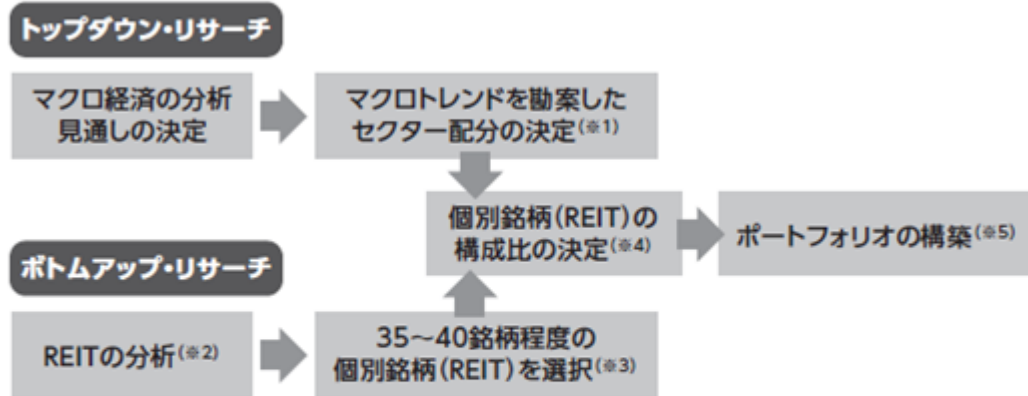 トップダウン・リサーチ
マクロ経済の分析
見通しの決定
マクロトレンドを勘案した
セクター配分の決定(※1)
個別銘柄(REIT)の
構成比の決定(※4)
ポートフォリオの構築(※5)
ボトムアップ・リサーチ
REITの分析(※2)
35～40銘柄程度の
個別銘柄(REIT)を選択(※3)